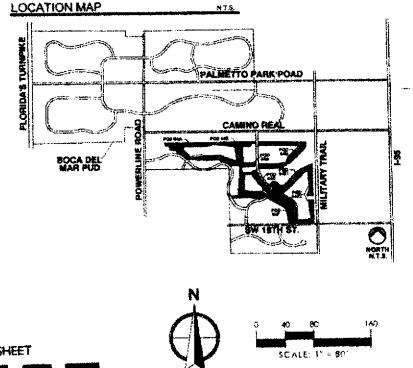 LOCATION MAP N.T.S.
FLORIDA'S TURNPIKE
PALMETTO PARK ROAD
CAMINO REAL
BOCA DEL
MAR PUD
POWERLINE ROAD
MILITARY TRAIL
I-95
SW 18TH ST.
NORTH
N.T.S.
N
0 40 80 160
SCALE: 1" = 80'
SHEET